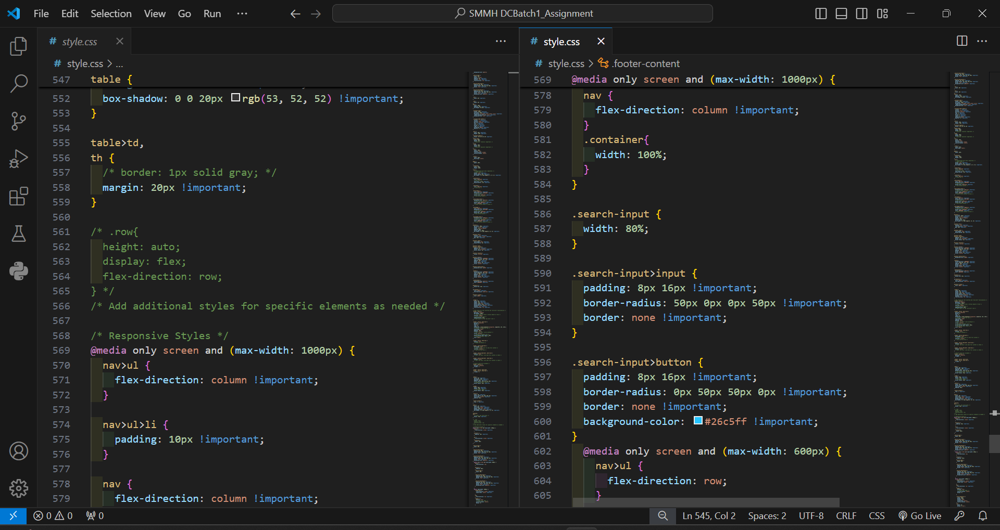 File Edit Selection View Go Run ··· SMMH DCBatch1_Assignment
# style.css
# style.css > ...
547 table {
552 box-shadow: 0 0 20px rgb(53, 52, 52) !important;
553 }
554
555 table>td,
556 th {
557 /* border: 1px solid gray; */
558 margin: 20px !important;
559 }
560
561 /* .row{
562 height: auto;
563 display: flex;
564 flex-direction: row;
565 } */
566 /* Add additional styles for specific elements as needed */
567
568 /* Responsive Styles */
569 @media only screen and (max-width: 1000px) {
570 nav>ul {
571 flex-direction: column !important;
572 }
573
574 nav>ul>li {
575 padding: 10px !important;
576 }
577
578 nav {
579 flex-direction: column !important;
# style.css
# style.css > .footer-content
569 @media only screen and (max-width: 1000px) {
578 nav {
579 flex-direction: column !important;
580 }
581 .container{
582 width: 100%;
583 }
584 }
585
586 .search-input {
587 width: 80%;
588 }
589
590 .search-input>input {
591 padding: 8px 16px !important;
592 border-radius: 50px 0px 0px 50px !important;
593 border: none !important;
594 }
595
596 .search-input>button {
597 padding: 8px 16px !important;
598 border-radius: 0px 50px 50px 0px !important;
599 border: none !important;
600 background-color: #26c5ff !important;
601 }
602 @media only screen and (max-width: 600px) {
603 nav>ul {
604 flex-direction: row;
605 }
0 0 0 Ln 545, Col 2 Spaces: 2 UTF-8 CRLF CSS Go Live